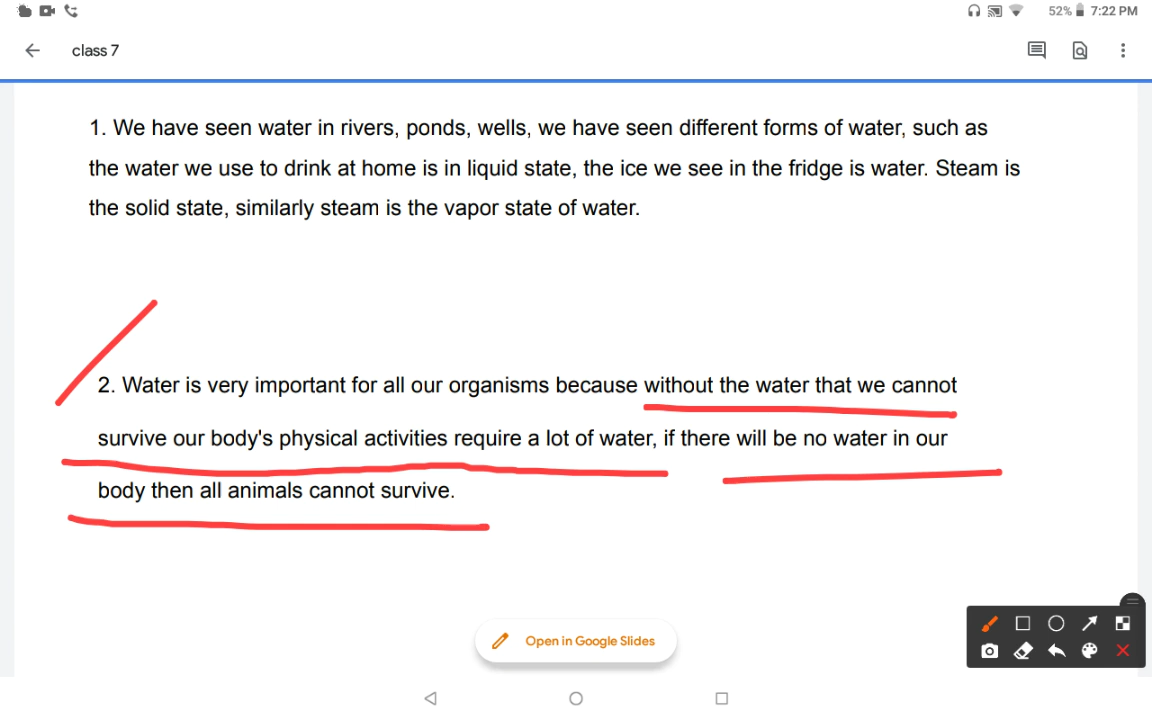 52% 7:22 PM
class 7
1. We have seen water in rivers, ponds, wells, we have seen different forms of water, such as
the water we use to drink at home is in liquid state, the ice we see in the fridge is water. Steam is
the solid state, similarly steam is the vapor state of water.
2. Water is very important for all our organisms because without the water that we cannot
survive our body's physical activities require a lot of water, if there will be no water in our
body then all animals cannot survive.
Open in Google Slides